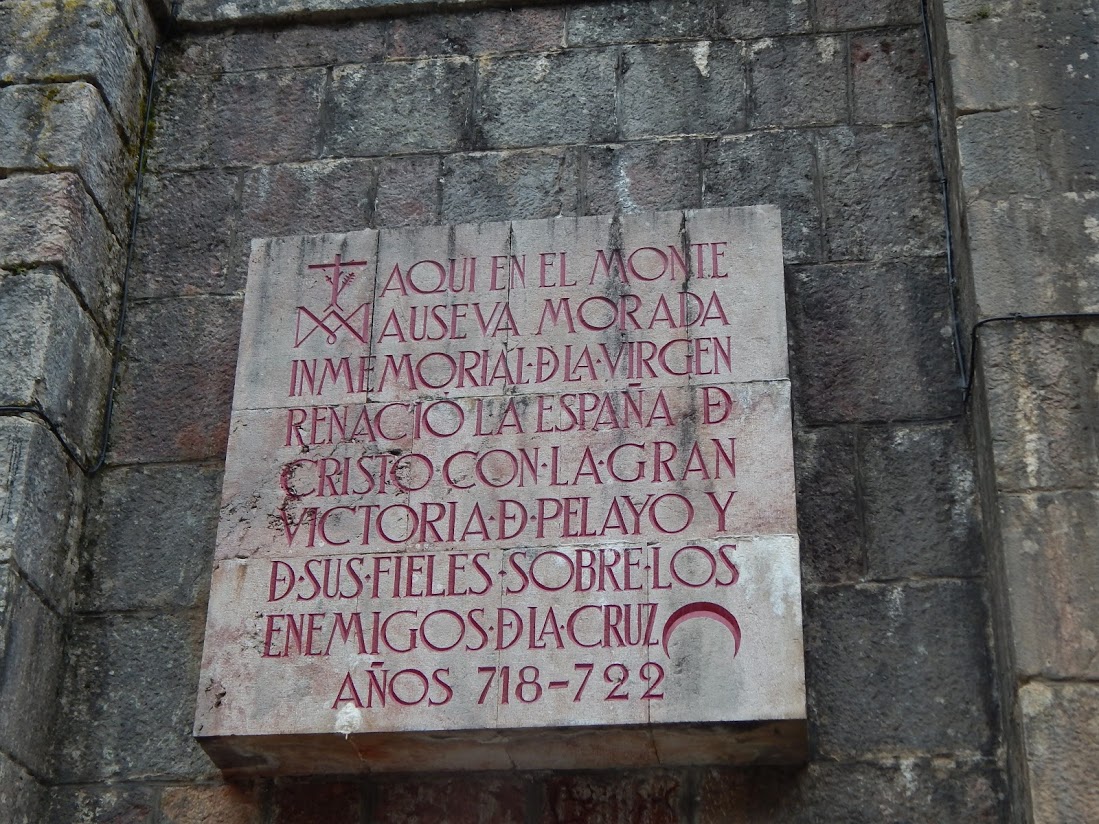 AQUI EN EL MONTE
AUSEVA MORADA
INMEMORIAL·Đ LA·VIRGEN
RENACIO LA ESPAÑA Đ
CRISTO·CON·LA·GRAN
VICTORIA·Đ·PELAYO Y
Đ·SUS·FIELES·SOBRE·LOS
ENEMIGOS·Đ LA·CRUZ
AÑOS 718-722